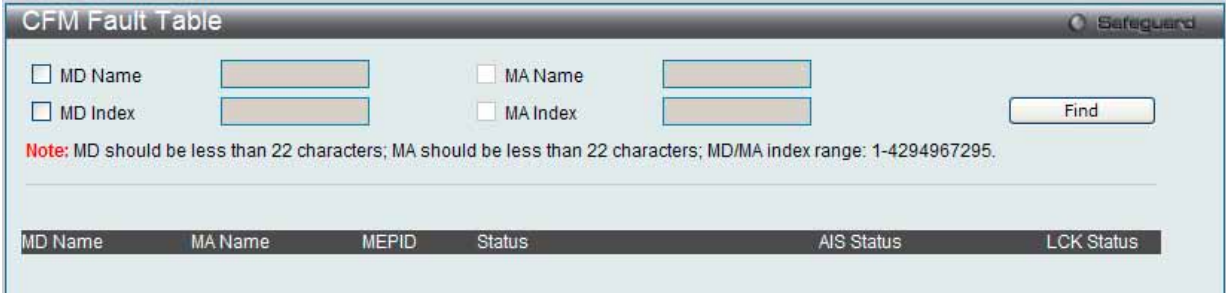 CFM Fault Table Safeguard
MD Name MA Name
MD Index MA Index Find
Note: MD should be less than 22 characters; MA should be less than 22 characters; MD/MA index range: 1-4294967295.
MD Name MA Name MEPID Status AIS Status LCK Status